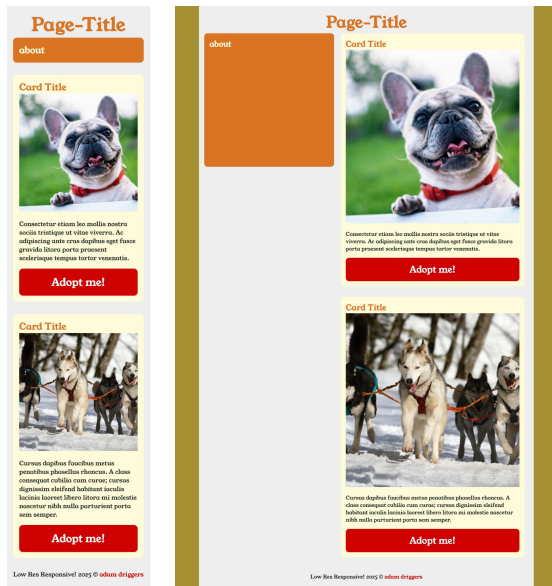 Page-Title
about
Card Title
Consectetur etiam leo mollis nostra
sociis tristique ut vitae viverra. Ac
adipiscing ante cras dapibus eget fusce
gravida litora porta praesent
scelerisque tempus tortor venenatis.
Adopt me!
Card Title
Cursus dapibus faucibus metus
penatibus phasellus rhoncus. A class
consequat cubilia cum curae; cursus
dignissim eleifend habitant iaculis
lacinia laoreet libero litora mi molestie
nascetur nibh nulla parturient porta
sem semper.
Adopt me!
Low Res Responsive! 2025 © adam driggers
Page-Title
about
Card Title
Consectetur etiam leo mollis nostra sociis tristique ut vitae
viverra. Ac adipiscing ante cras dapibus eget fusce gravida litora
porta praesent scelerisque tempus tortor venenatis.
Adopt me!
Card Title
Cursus dapibus faucibus metus penatibus phasellus rhoncus. A class
consequat cubilia cum curae; cursus dignissim eleifend
habitant iaculis lacinia laoreet libero litora mi molestie nascetur
nibh nulla parturient porta sem semper.
Adopt me!
Low Res Responsive! 2025 © adam driggers